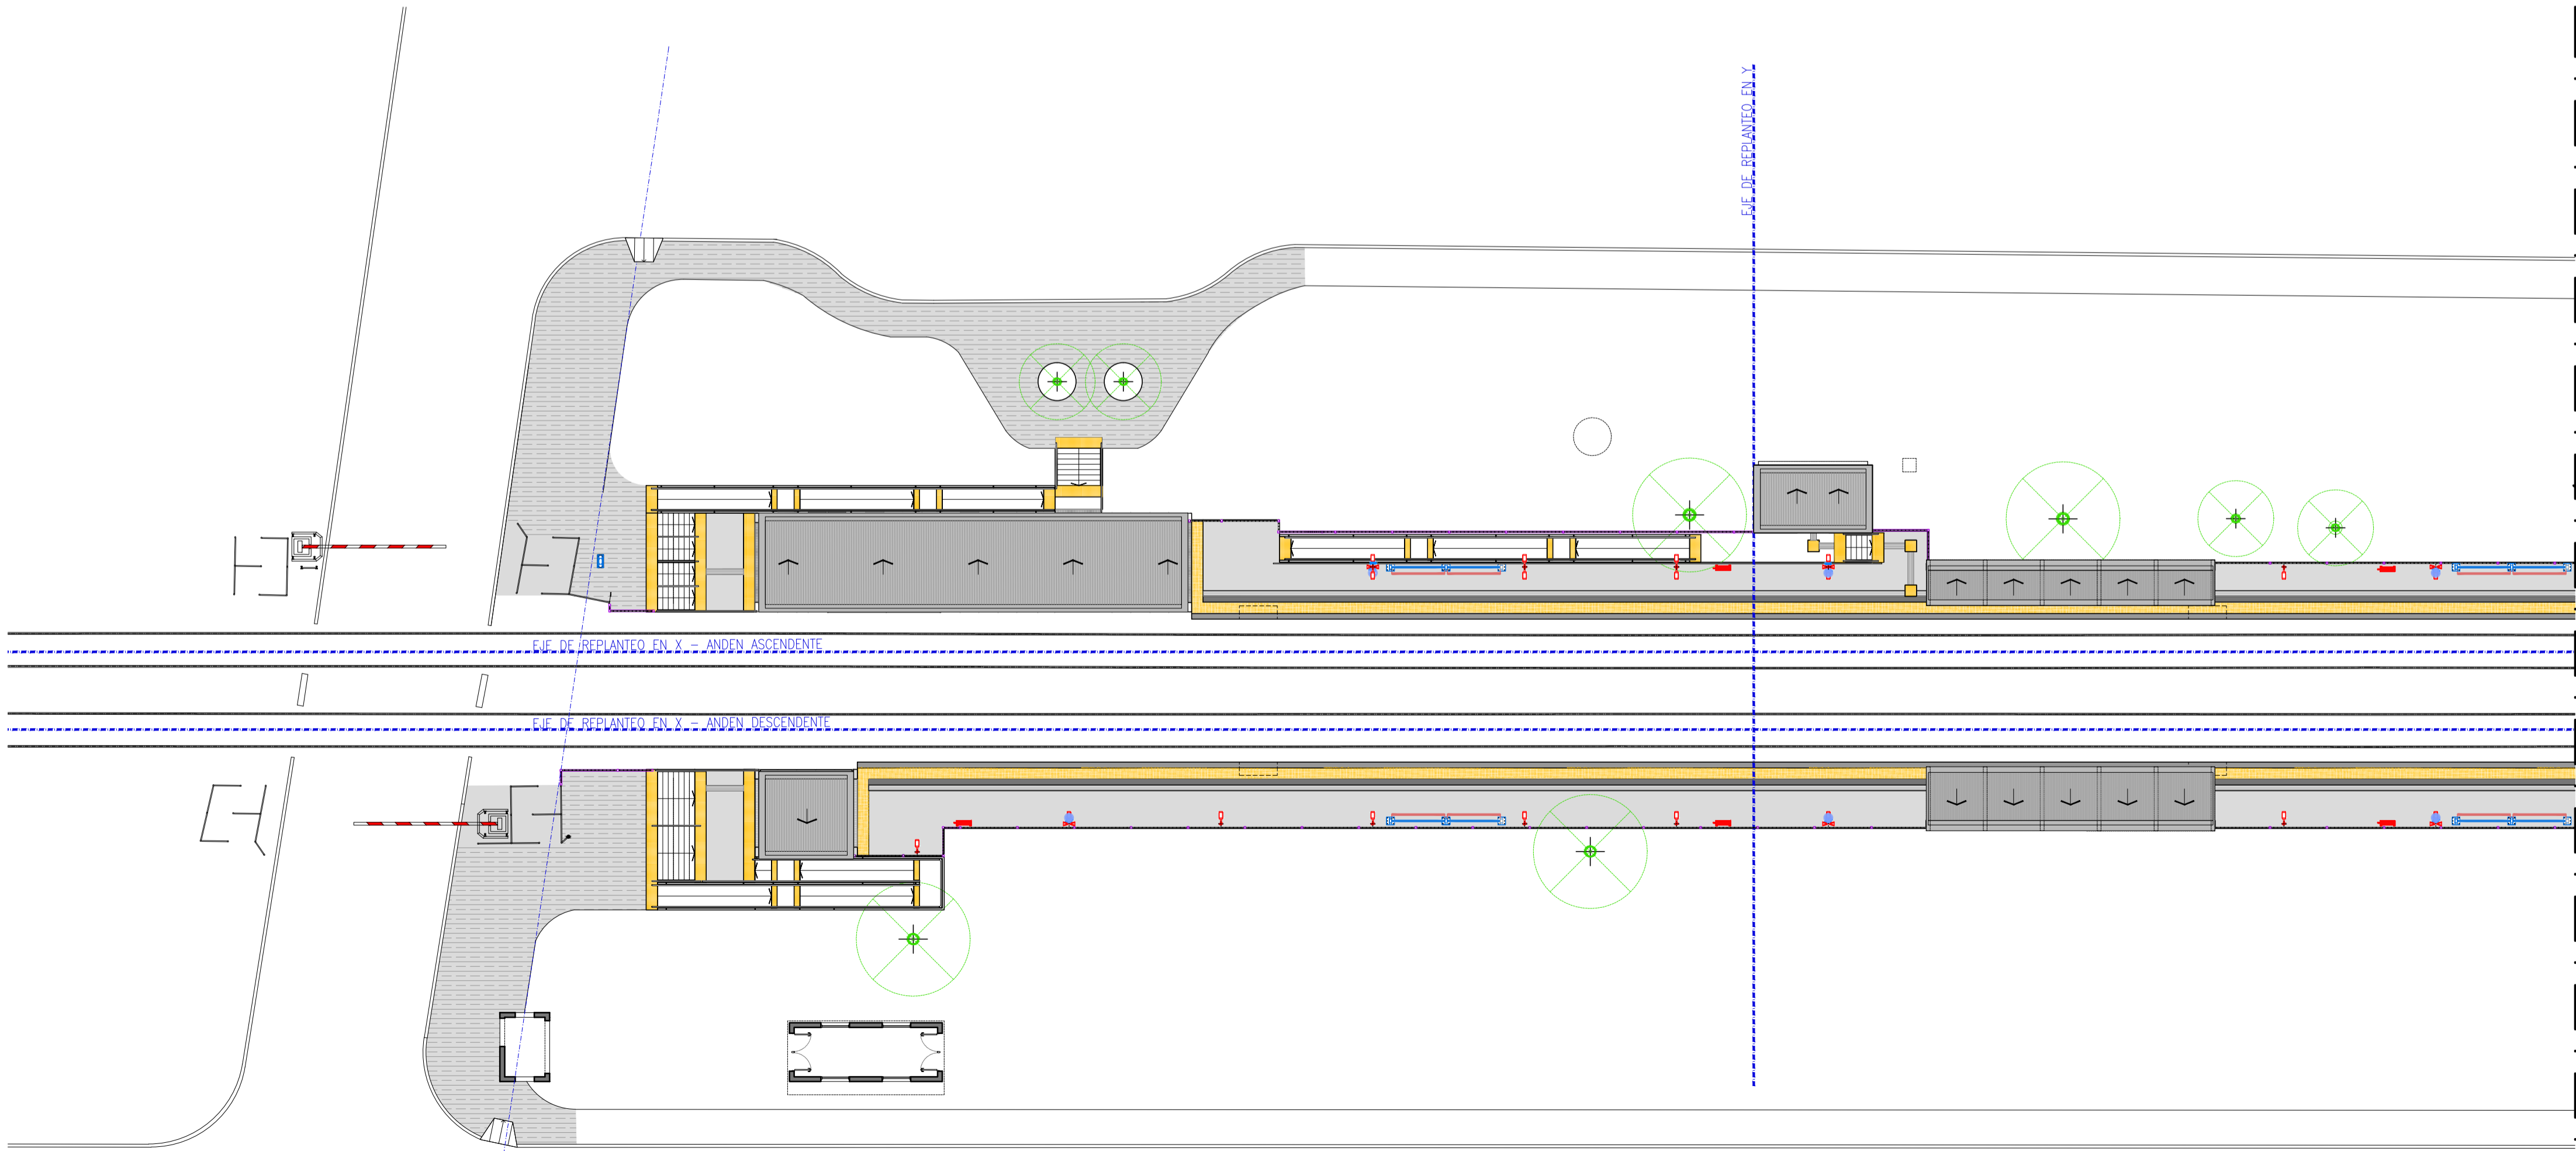 EJE DE REPLANTEO EN Y
EJE DE REPLANTEO EN X - ANDEN ASCENDENTE
EJE DE REPLANTEO EN X - ANDEN DESCENDENTE